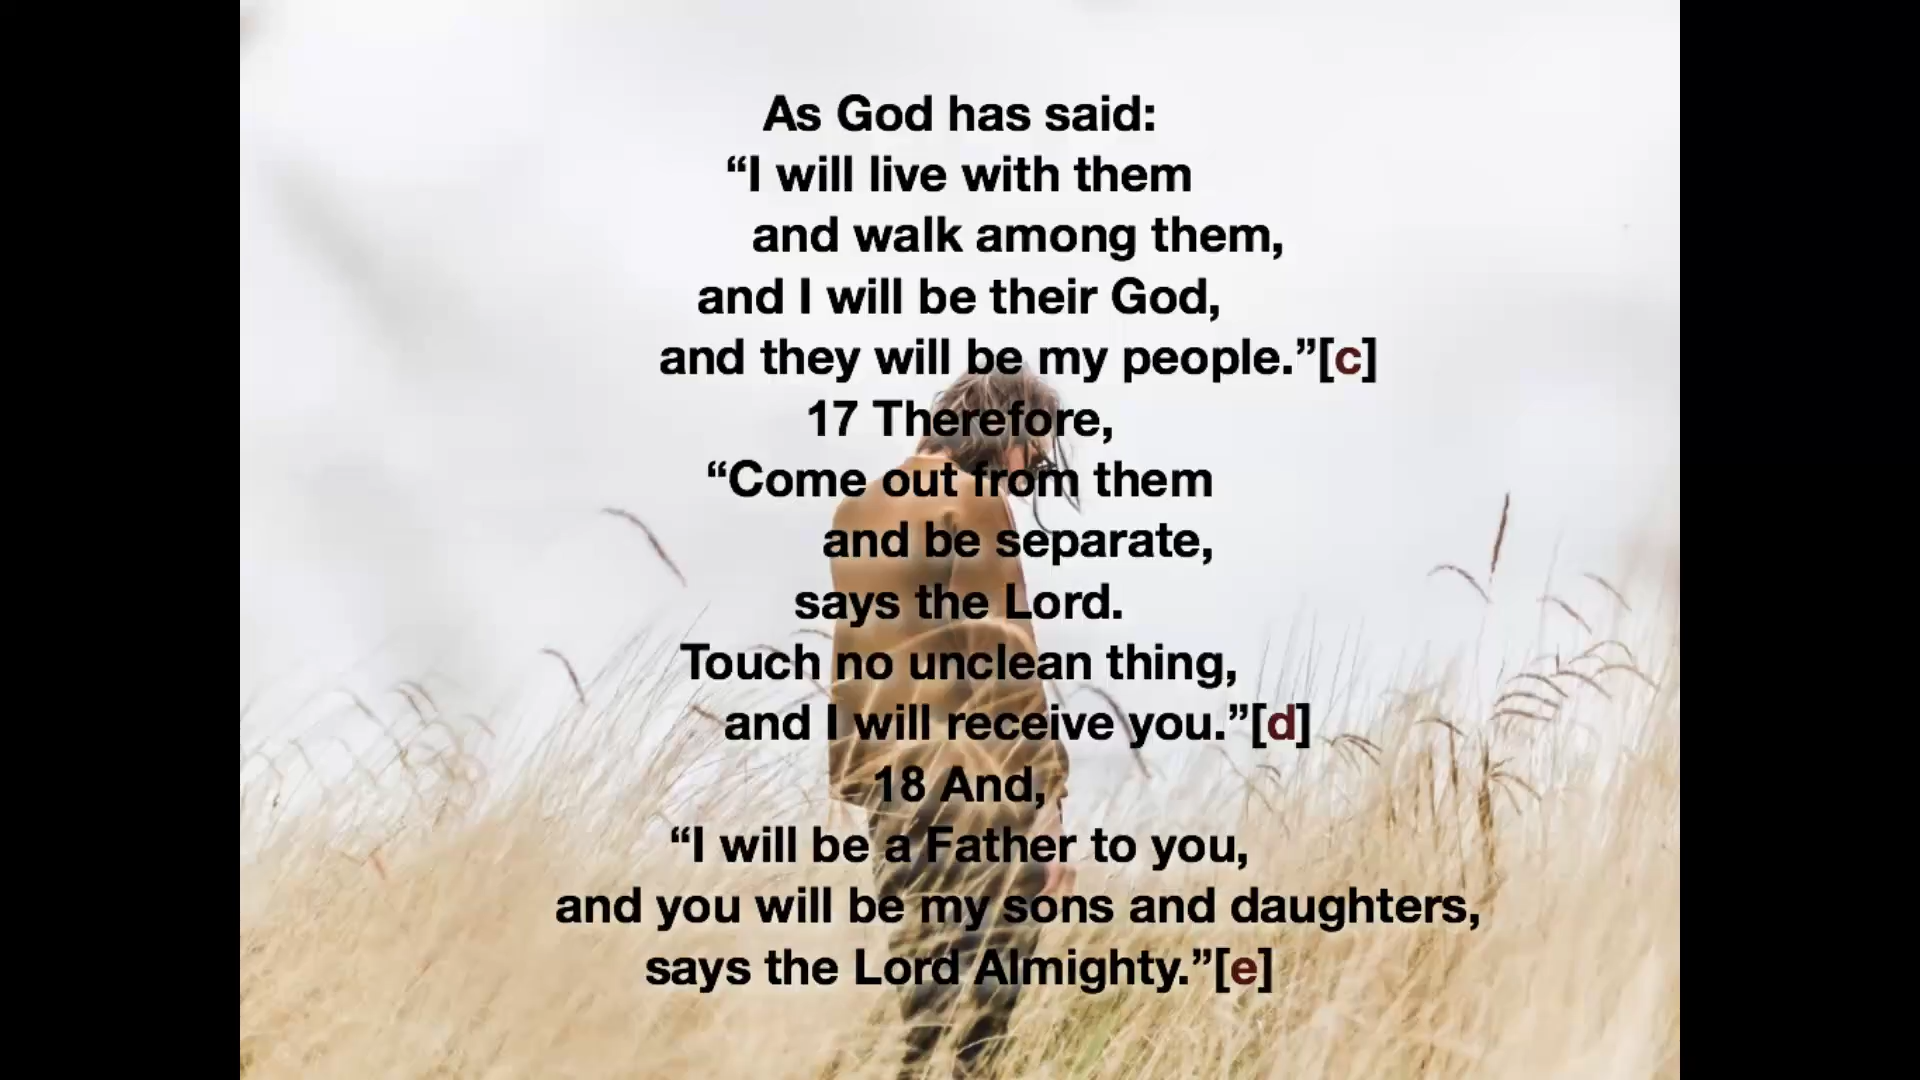 As God has said:
“I will live with them
and walk among them,
and I will be their God,
and they will be my people.”[c]
17 Therefore,
“Come out from them
and be separate,
says the Lord.
Touch no unclean thing,
and I will receive you.”[d]
18 And,
“I will be a Father to you,
and you will be my sons and daughters,
says the Lord Almighty.”[e]